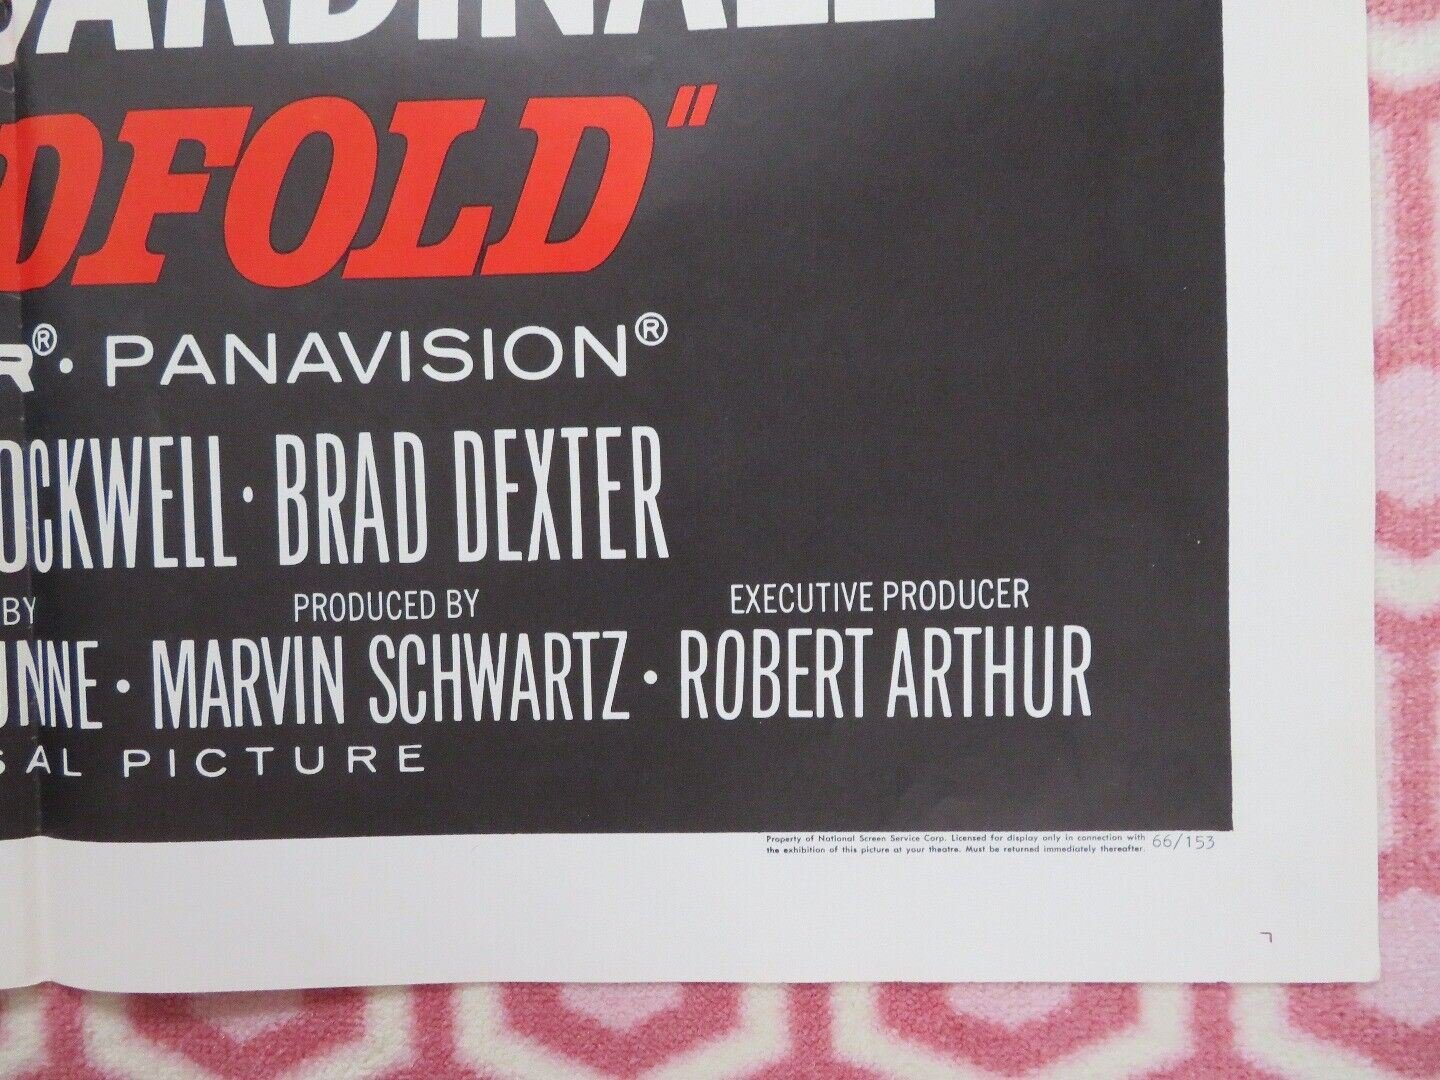 CARDINALE
DFOLD"
R®· PANAVISION®
OCKWELL · BRAD DEXTER
BY PRODUCED BY EXECUTIVE PRODUCER
UNNE · MARVIN SCHWARTZ · ROBERT ARTHUR
SAL PICTURE
Property of National Screen Service Corp. Licensed for display only in connection with
the exhibition of this picture at your theatre. Must be returned immediately thereafter. 66/153